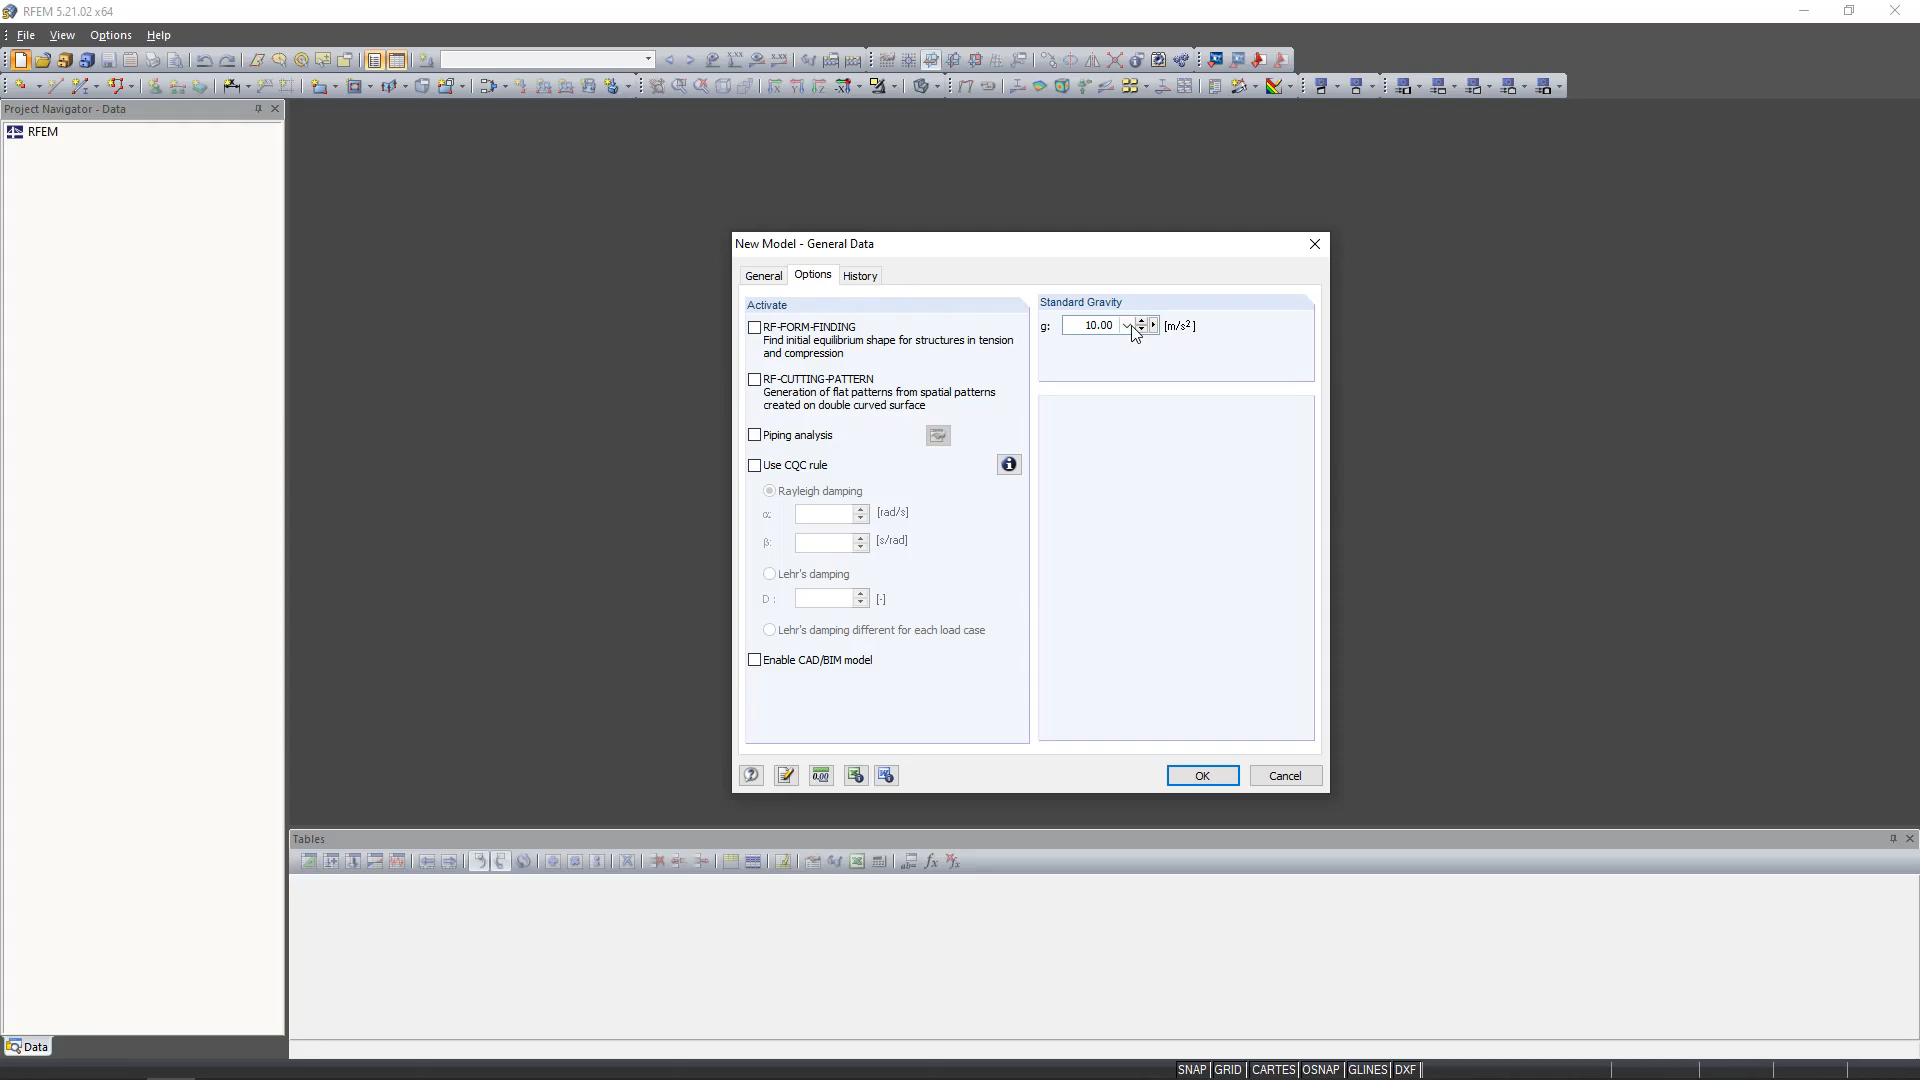 RFEM 5.21.02 x64
File View Options Help
Project Navigator - Data
RFEM
New Model - General Data
General Options History
Activate
RF-FORM-FINDING
Find initial equilibrium shape for structures in tension
and compression
RF-CUTTING-PATTERN
Generation of flat patterns from spatial patterns
created on double curved surface
Piping analysis
Use CQC rule
Rayleigh damping
α: [rad/s]
β: [s/rad]
Lehr's damping
D : [-]
Lehr's damping different for each load case
Enable CAD/BIM model
Standard Gravity
g: 10.00 [m/s²]
OK Cancel
Tables
Data
SNAP GRID CARTES OSNAP GLINES DXF